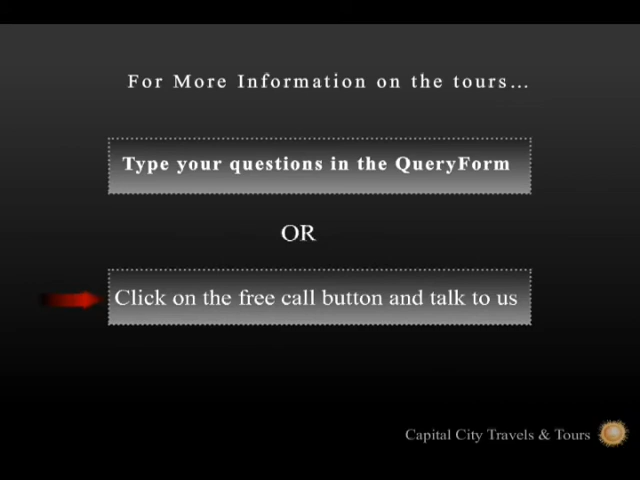 For More Information on the tours...
Type your questions in the QueryForm
OR
Click on the free call button and talk to us
Capital City Travels & Tours